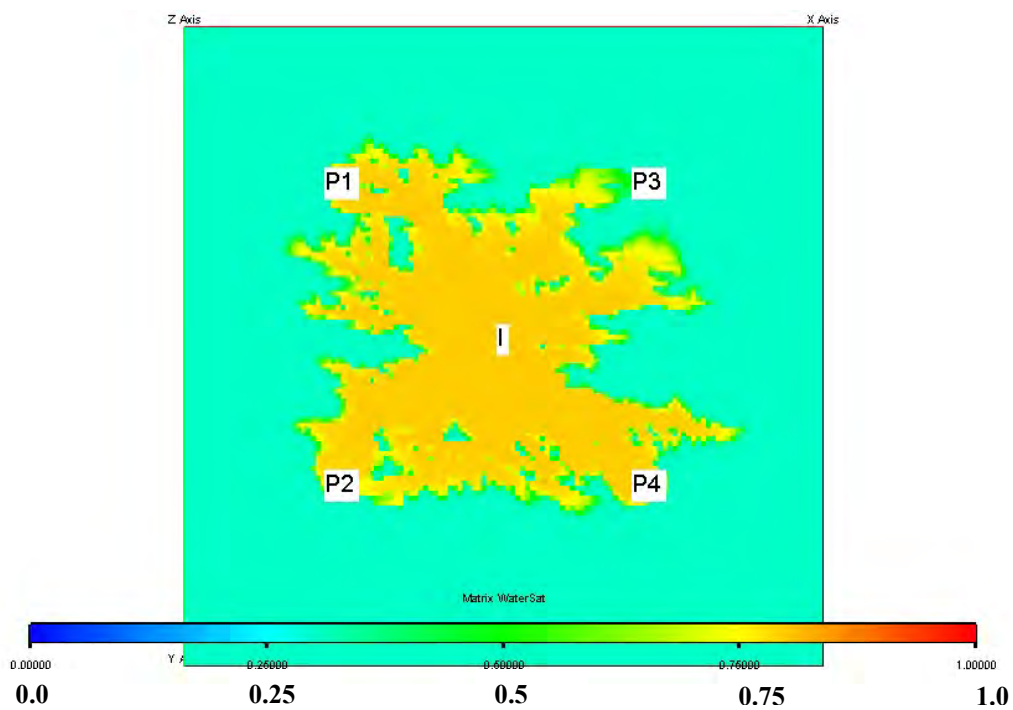 Z Axis X Axis
P1 P3
I
P2 P4
Matrix WaterSat
Y A
0.00000 0.25000 0.50000 0.75000 1.00000
0.0 0.25 0.5 0.75 1.0